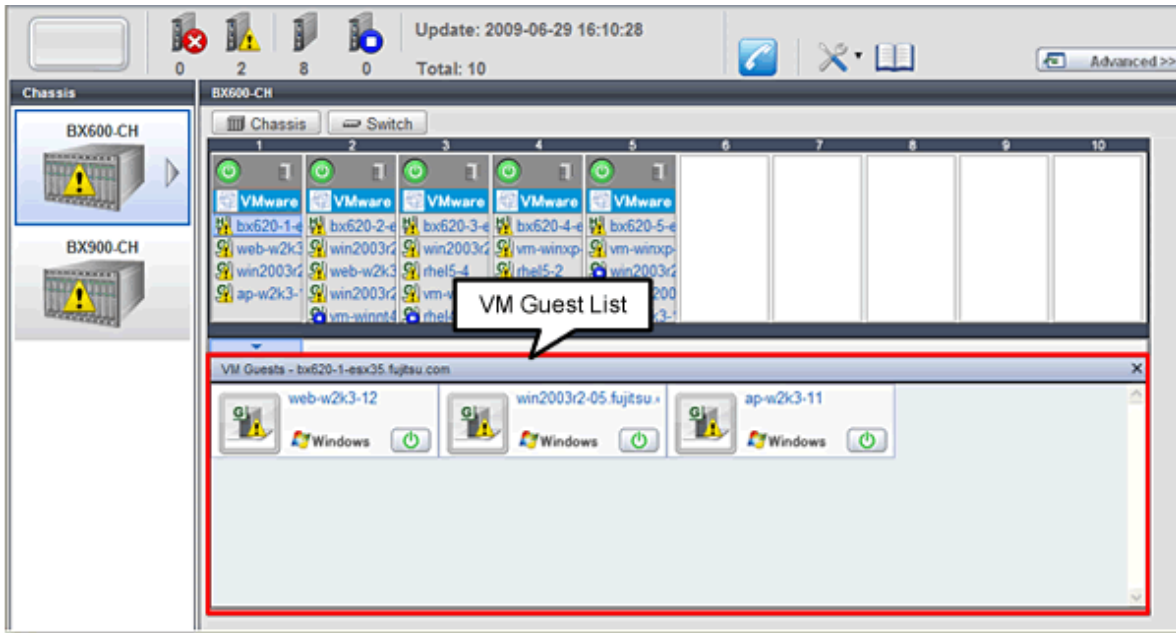 Update: 2009-06-29 16:10:28
0 2 8 0 Total: 10
Advanced >>
Chassis
BX600-CH
BX600-CH
BX900-CH
Chassis Switch
1 2 3 4 5 6 7 8 9 10
VMware VMware VMware VMware VMware
bx620-1-e bx620-2-e bx620-3-e bx620-4-e bx620-5-e
web-w2k3 win2003r2 win2003r2 vm-winxp- vm-winxp-
win2003r2 web-w2k3 rhel5-4 rhel5-2 win2003r2
ap-w2k3- win2003r2 vm-
vm-winnt4
VM Guest List
VM Guests - bx620-1-esx35.fujitsu.com
web-w2k3-12 win2003r2-05.fujitsu. ap-w2k3-11
Windows Windows Windows